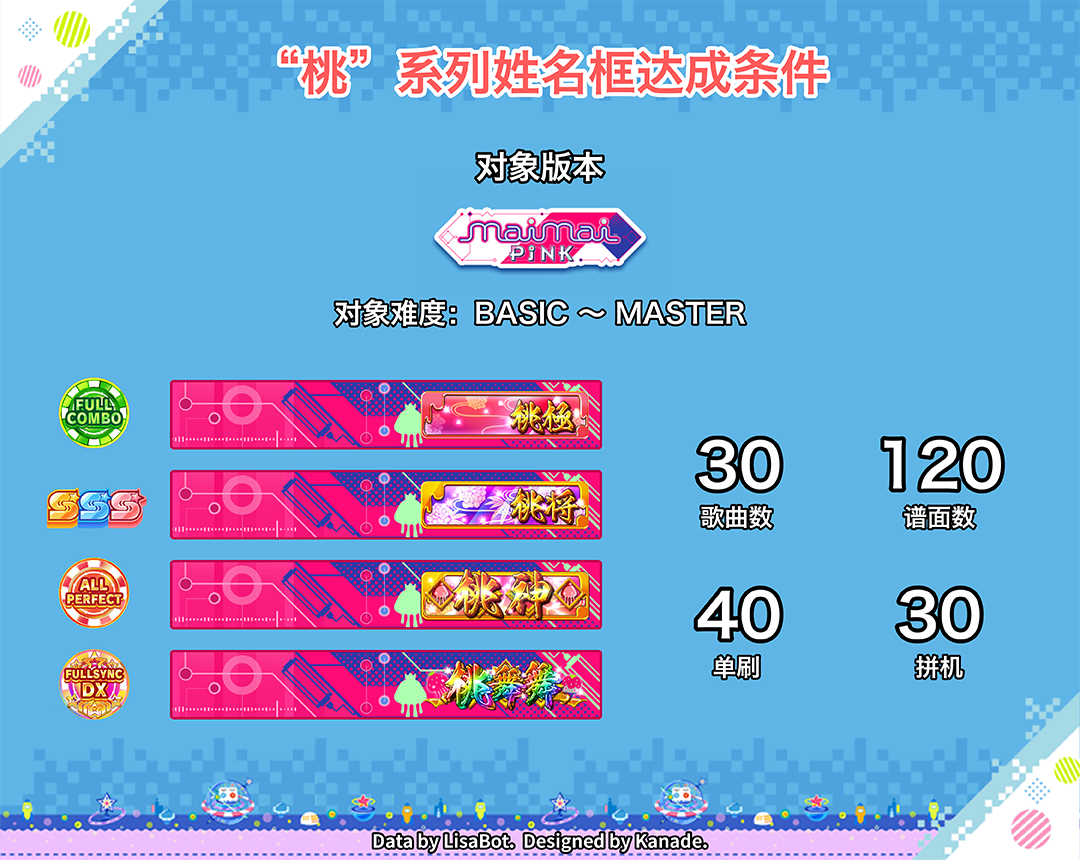 “桃”系列姓名框达成条件
对象版本
maimai
PiNK
对象难度：BASIC ～ MASTER
FULL
COMBO
桃極
SSS
桃将
ALL
PERFECT
桃神
FULLSYNC
DX
桃舞舞
30
歌曲数
120
谱面数
40
单刷
30
拼机
Data by LisaBot. Designed by Kanade.